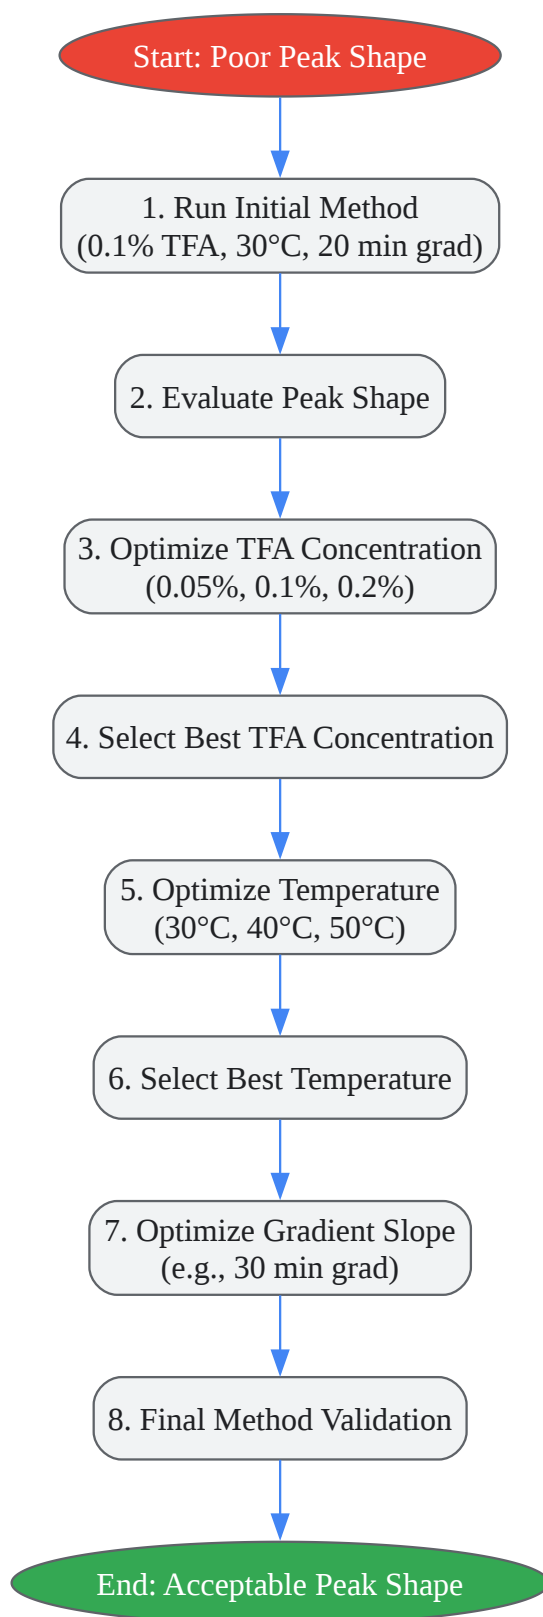 Start: Poor Peak Shape
1. Run Initial Method
(0.1% TFA, 30°C, 20 min grad)
2. Evaluate Peak Shape
3. Optimize TFA Concentration
(0.05%, 0.1%, 0.2%)
4. Select Best TFA Concentration
5. Optimize Temperature
(30°C, 40°C, 50°C)
6. Select Best Temperature
7. Optimize Gradient Slope
(e.g., 30 min grad)
8. Final Method Validation
End: Acceptable Peak Shape